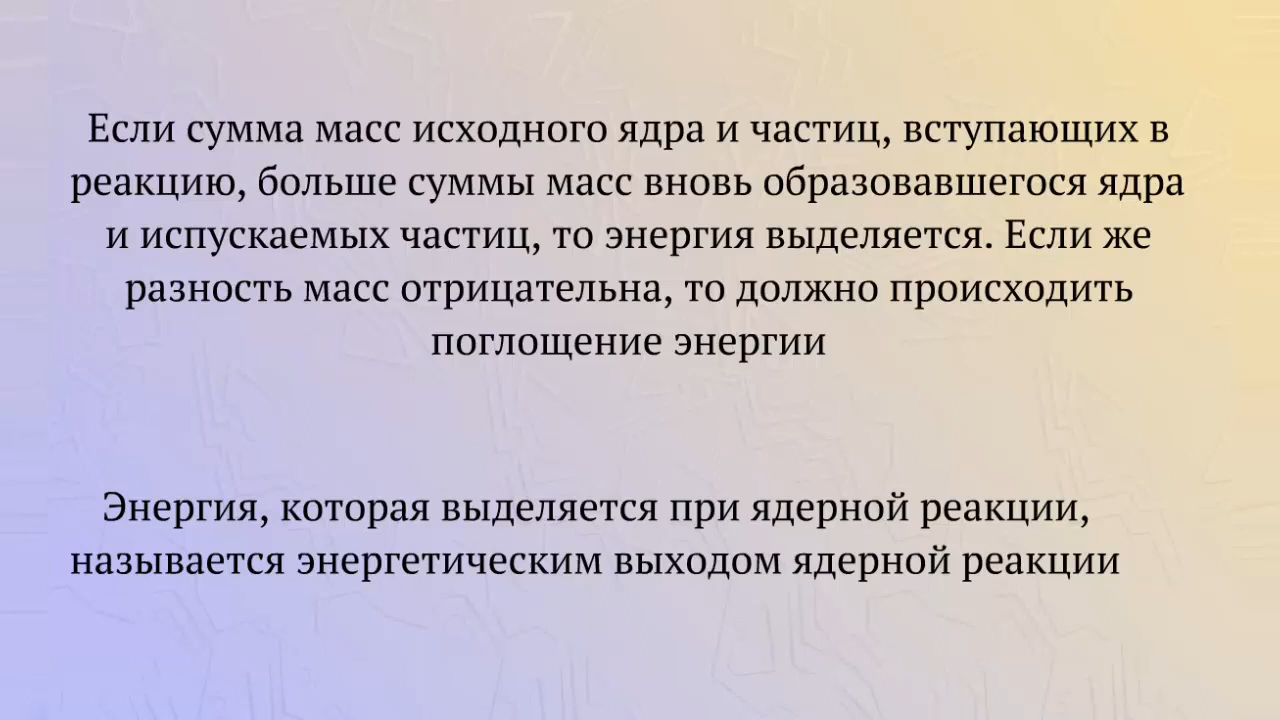 Если сумма масс исходного ядра и частиц, вступающих в
реакцию, больше суммы масс вновь образовавшегося ядра
и испускаемых частиц, то энергия выделяется. Если же
разность масс отрицательна, то должно происходить
поглощение энергии
Энергия, которая выделяется при ядерной реакции,
называется энергетическим выходом ядерной реакции